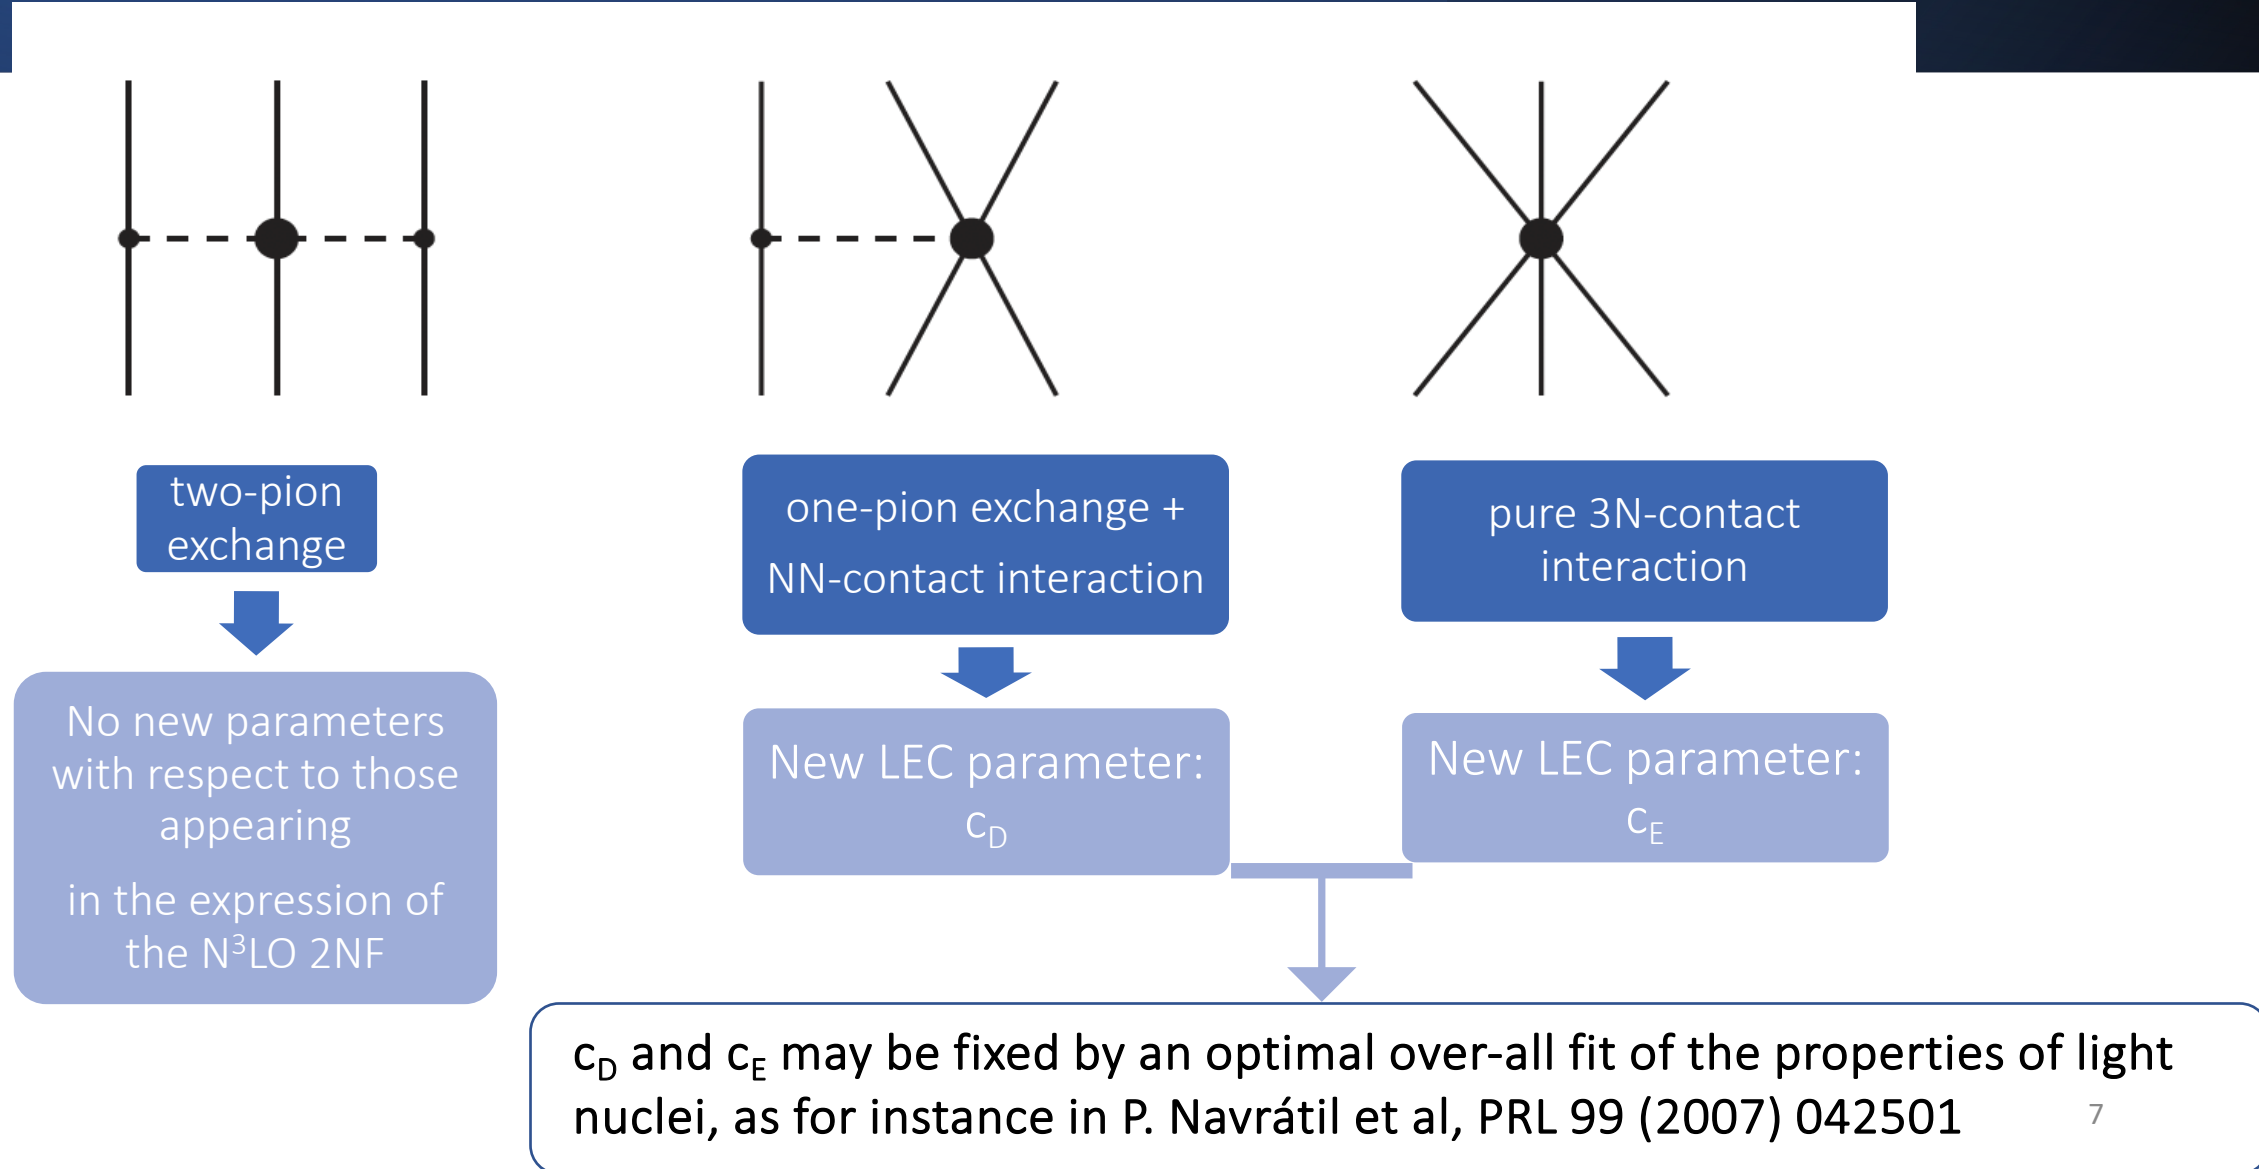 two-pion
exchange
one-pion exchange +
NN-contact interaction
pure 3N-contact
interaction
No new parameters
with respect to those
appearing
in the expression of
the N³LO 2NF
New LEC parameter:
c_D
New LEC parameter:
c_E
c_D and c_E may be fixed by an optimal over-all fit of the properties of light
nuclei, as for instance in P. Navrátil et al, PRL 99 (2007) 042501
7